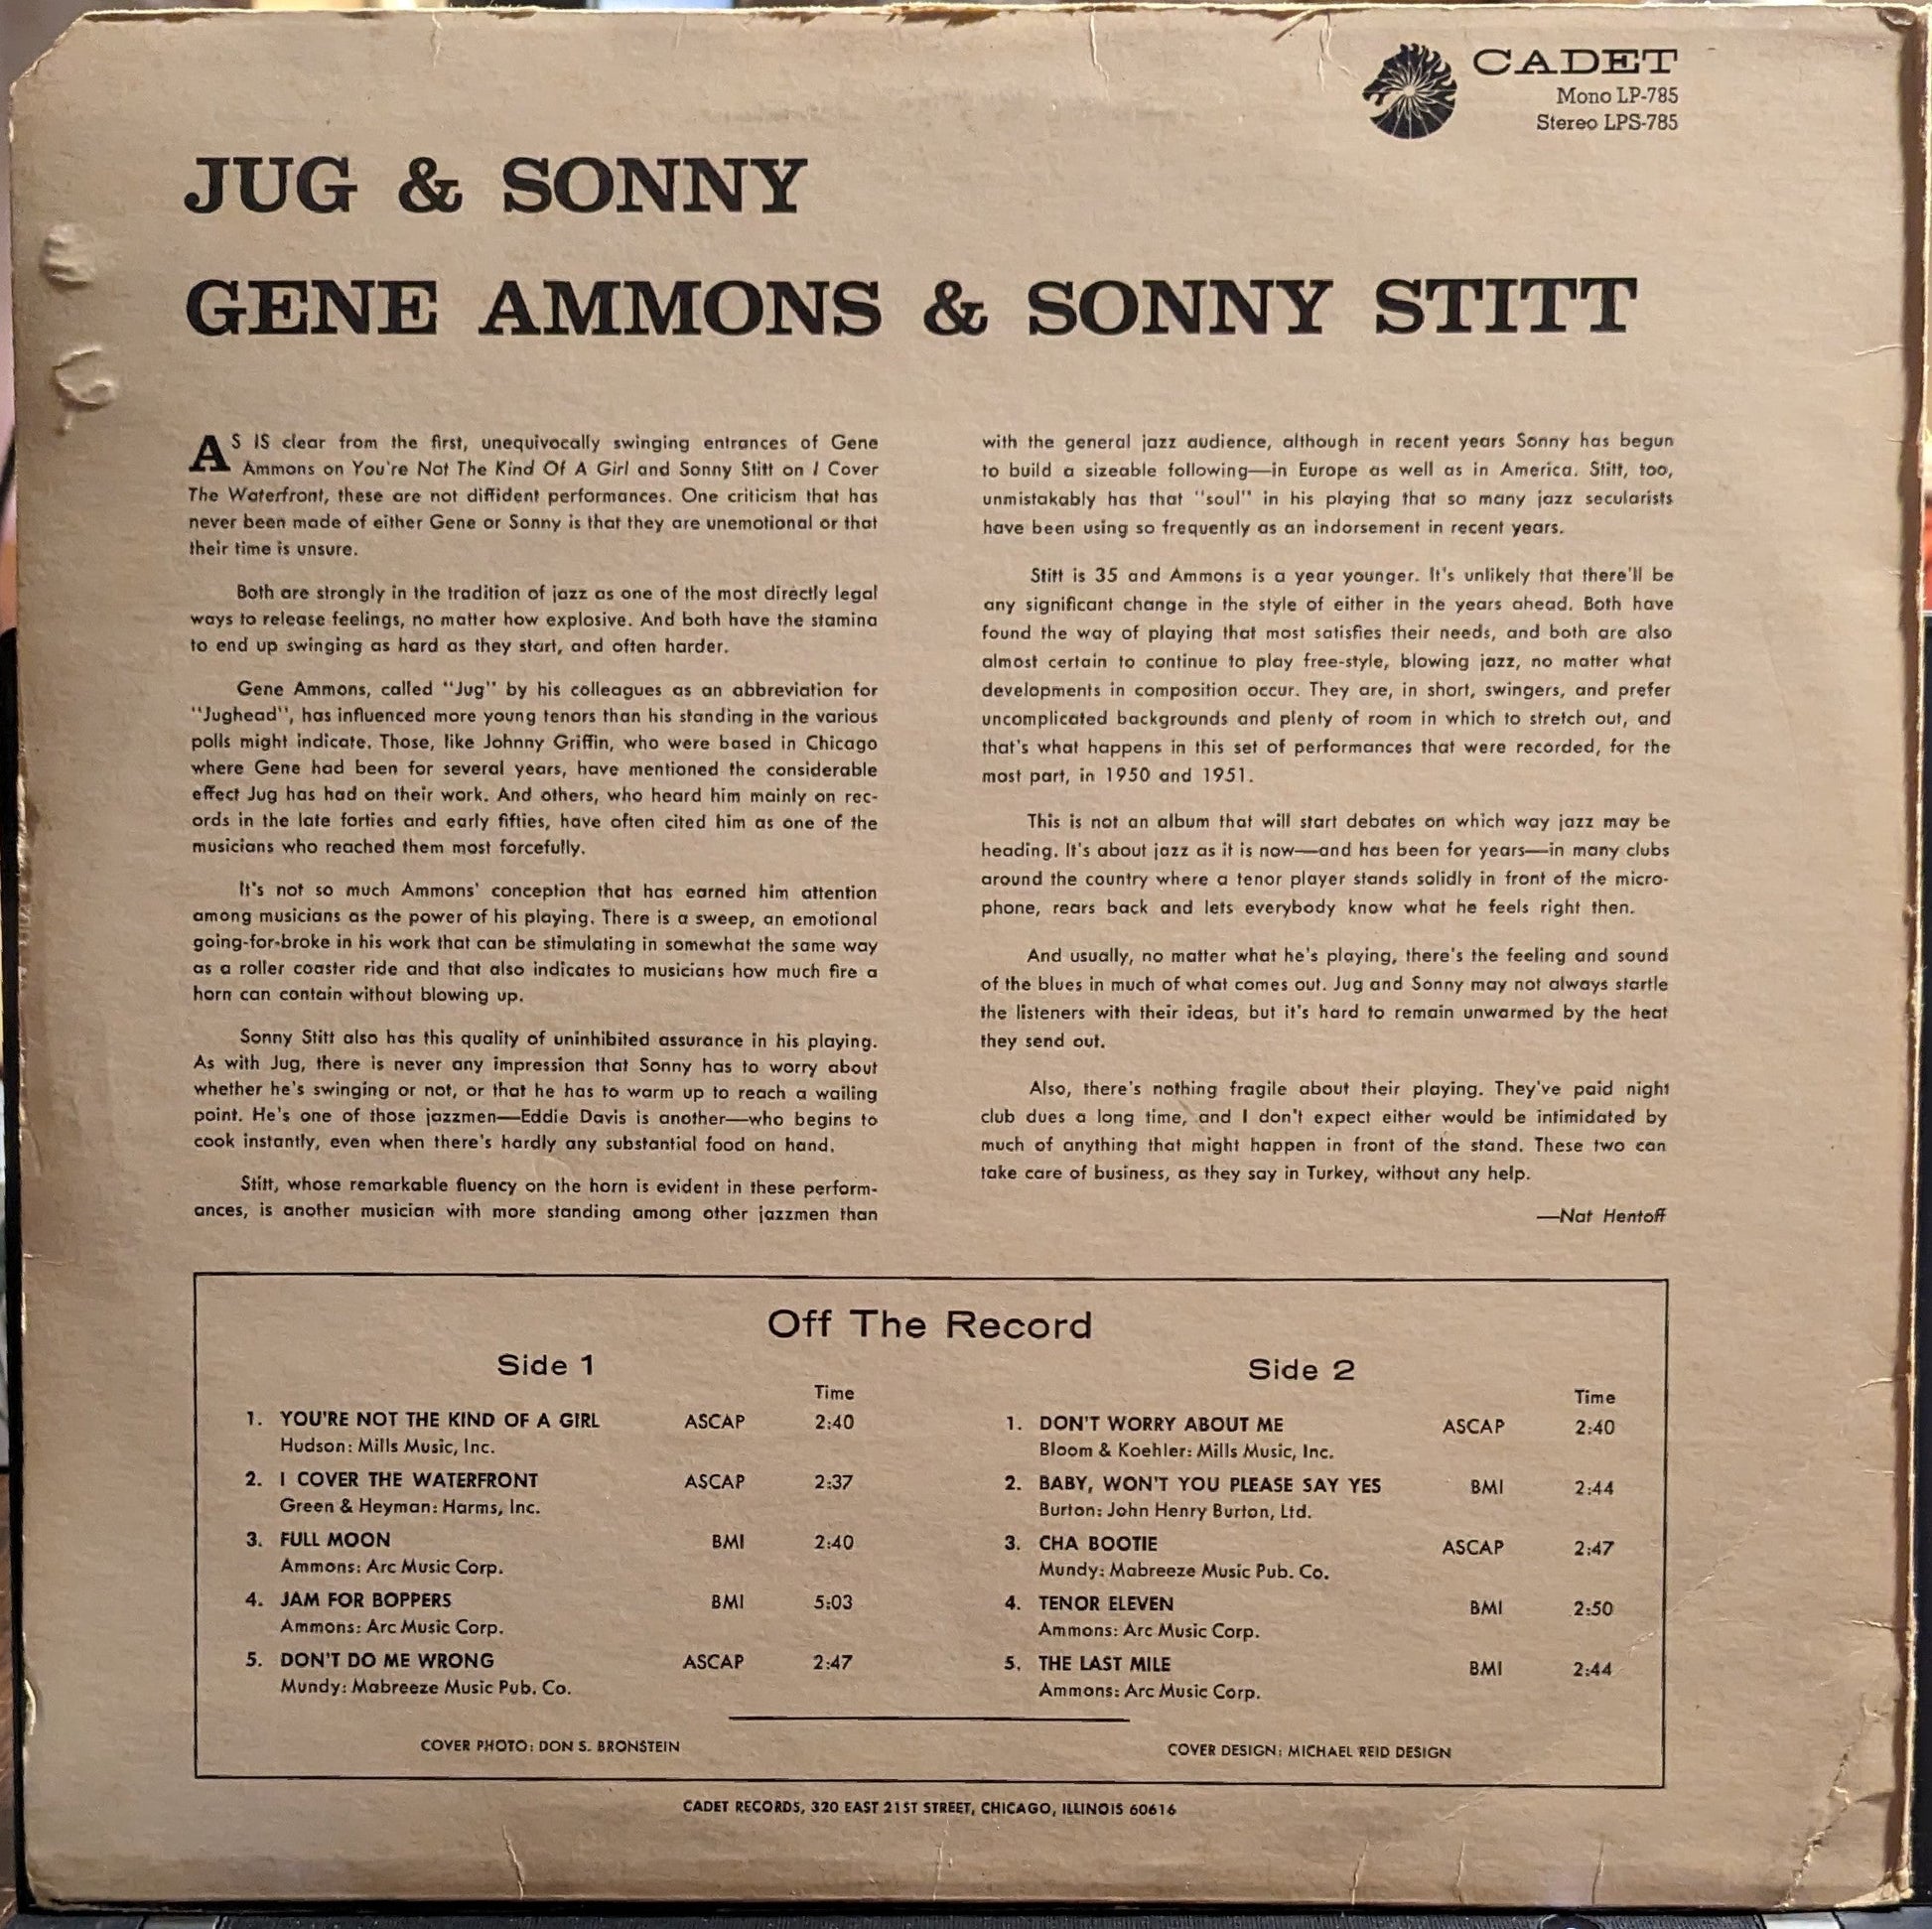 CADET
Mono LP-785
Stereo LPS-785
JUG & SONNY
GENE AMMONS & SONNY STITT
AS IS clear from the first, unequivocally swinging entrances of Gene
Ammons on You're Not The Kind Of A Girl and Sonny Stitt on I Cover
The Waterfront, these are not diffident performances. One criticism that has
never been made of either Gene or Sonny is that they are unemotional or that
their time is unsure.
Both are strongly in the tradition of jazz as one of the most directly legal
ways to release feelings, no matter how explosive. And both have the stamina
to end up swinging as hard as they start, and often harder.
Gene Ammons, called "Jug" by his colleagues as an abbreviation for
"Jughead", has influenced more young tenors than his standing in the various
polls might indicate. Those, like Johnny Griffin, who were based in Chicago
where Gene had been for several years, have mentioned the considerable
effect Jug has had on their work. And others, who heard him mainly on rec-
ords in the late forties and early fifties, have often cited him as one of the
musicians who reached them most forcefully.
It's not so much Ammons' conception that has earned him attention
among musicians as the power of his playing. There is a sweep, an emotional
going-for-broke in his work that can be stimulating in somewhat the same way
as a roller coaster ride and that also indicates to musicians how much fire a
horn can contain without blowing up.
Sonny Stitt also has this quality of uninhibited assurance in his playing.
As with Jug, there is never any impression that Sonny has to worry about
whether he's swinging or not, or that he has to warm up to reach a wailing
point. He's one of those jazzmen—Eddie Davis is another—who begins to
cook instantly, even when there's hardly any substantial food on hand.
Stitt, whose remarkable fluency on the horn is evident in these perform-
ances, is another musician with more standing among other jazzmen than
with the general jazz audience, although in recent years Sonny has begun
to build a sizeable following—in Europe as well as in America. Stitt, too,
unmistakably has that "soul" in his playing that so many jazz secularists
have been using so frequently as an indorsement in recent years.
Stitt is 35 and Ammons is a year younger. It's unlikely that there'll be
any significant change in the style of either in the years ahead. Both have
found the way of playing that most satisfies their needs, and both are also
almost certain to continue to play free-style, blowing jazz, no matter what
developments in composition occur. They are, in short, swingers, and prefer
uncomplicated backgrounds and plenty of room in which to stretch out, and
that's what happens in this set of performances that were recorded, for the
most part, in 1950 and 1951.
This is not an album that will start debates on which way jazz may be
heading. It's about jazz as it is now—and has been for years—in many clubs
around the country where a tenor player stands solidly in front of the micro-
phone, rears back and lets everybody know what he feels right then.
And usually, no matter what he's playing, there's the feeling and sound
of the blues in much of what comes out. Jug and Sonny may not always startle
the listeners with their ideas, but it's hard to remain unwarmed by the heat
they send out.
Also, there's nothing fragile about their playing. They've paid night
club dues a long time, and I don't expect either would be intimidated by
much of anything that might happen in front of the stand. These two can
take care of business, as they say in Turkey, without any help.
—Nat Hentoff
Off The Record
Side 1
Time
1. YOU'RE NOT THE KIND OF A GIRL ASCAP 2:40
Hudson: Mills Music, Inc.
2. I COVER THE WATERFRONT ASCAP 2:37
Green & Heyman: Harms, Inc.
3. FULL MOON BMI 2:40
Ammons: Arc Music Corp.
4. JAM FOR BOPPERS BMI 5:03
Ammons: Arc Music Corp.
5. DON'T DO ME WRONG ASCAP 2:47
Mundy: Mabreeze Music Pub. Co.
Side 2
Time
1. DON'T WORRY ABOUT ME ASCAP 2:40
Bloom & Koehler: Mills Music, Inc.
2. BABY, WON'T YOU PLEASE SAY YES BMI 2:44
Burton: John Henry Burton, Ltd.
3. CHA BOOTIE ASCAP 2:47
Mundy: Mabreeze Music Pub. Co.
4. TENOR ELEVEN BMI 2:50
Ammons: Arc Music Corp.
5. THE LAST MILE BMI 2:44
Ammons: Arc Music Corp.
COVER PHOTO: DON S. BRONSTEIN
COVER DESIGN: MICHAEL REID DESIGN
CADET RECORDS, 320 EAST 21ST STREET, CHICAGO, ILLINOIS 60616